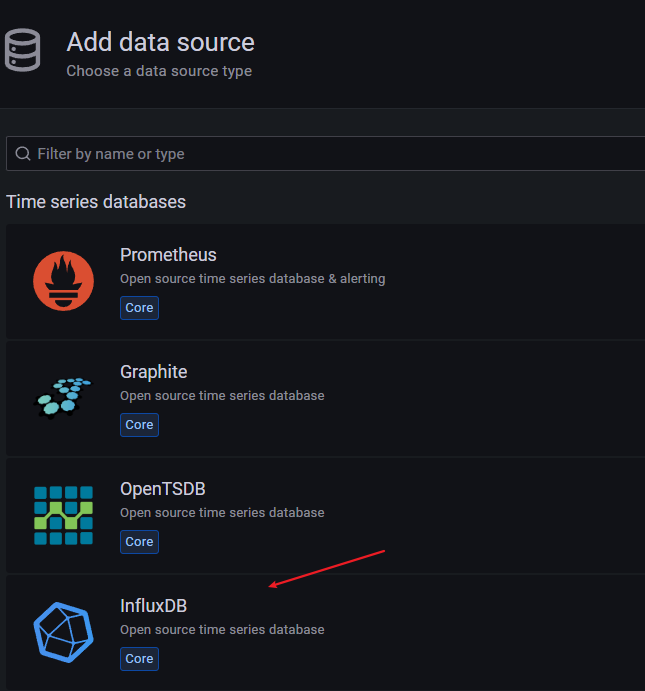 Add data source
Choose a data source type
Filter by name or type
Time series databases
Prometheus
Open source time series database & alerting
Core
Graphite
Open source time series database
Core
OpenTSDB
Open source time series database
Core
InfluxDB
Open source time series database
Core